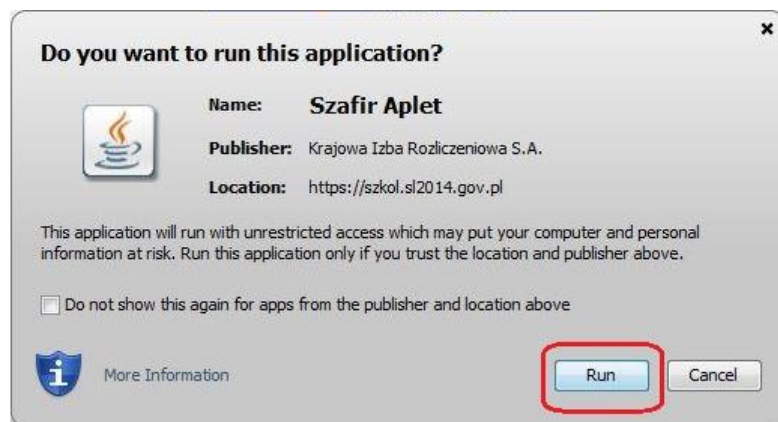 Do you want to run this application?
Name: Szafir Aplet
Publisher: Krajowa Izba Rozliczeniowa S.A.
Location: https://szkol.sl2014.gov.pl
This application will run with unrestricted access which may put your computer and personal
information at risk. Run this application only if you trust the location and publisher above.
Do not show this again for apps from the publisher and location above
More Information
Run
Cancel